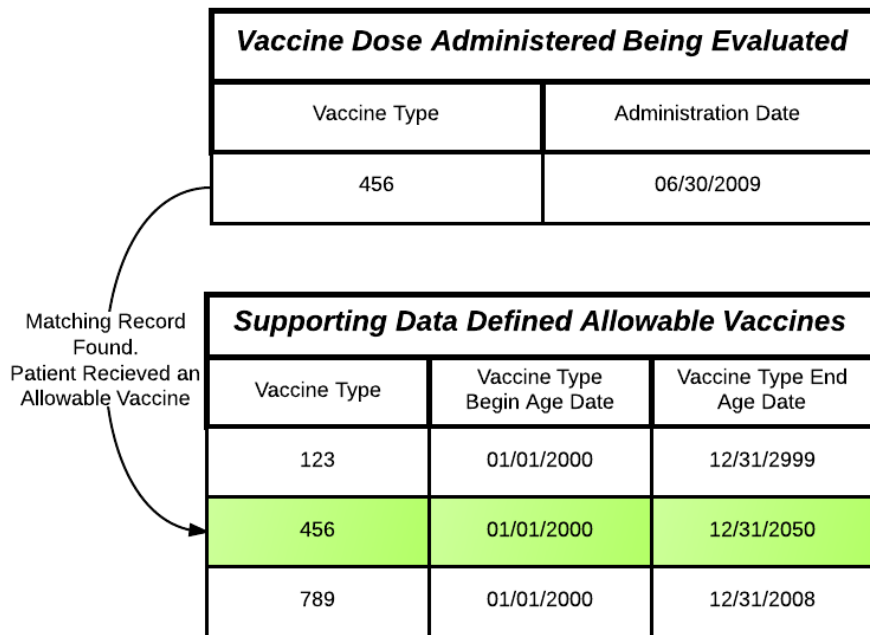 Vaccine Dose Administered Being Evaluated
Vaccine Type
Administration Date
456
06/30/2009
Matching Record
Found.
Patient Recieved an
Allowable Vaccine
Supporting Data Defined Allowable Vaccines
Vaccine Type
Vaccine Type
Begin Age Date
Vaccine Type End
Age Date
123
01/01/2000
12/31/2999
456
01/01/2000
12/31/2050
789
01/01/2000
12/31/2008